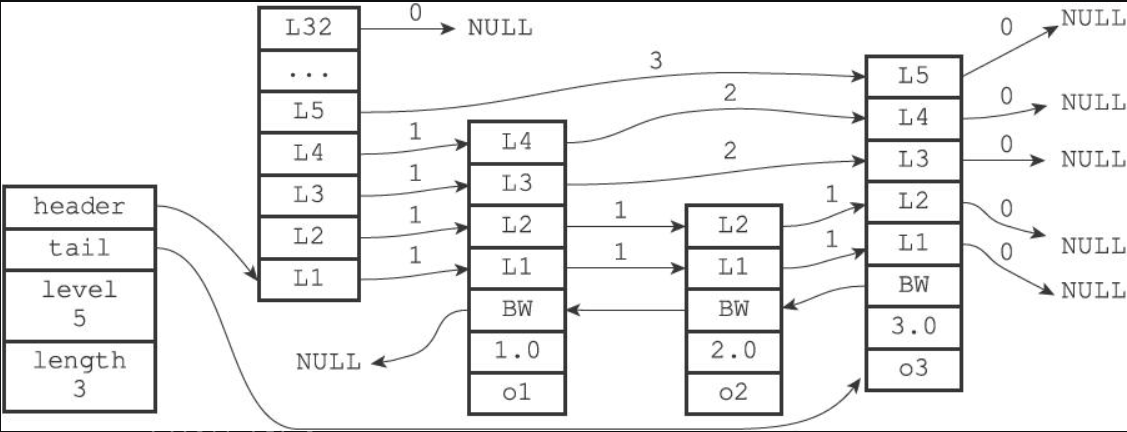 header
tail
level
5
length
3
L32
...
L5
L4
L3
L2
L1
0
NULL
1
1
1
1
3
L4
L3
L2
L1
BW
1.0
o1
NULL
2
2
1
1
L2
L1
BW
2.0
o2
1
1
L5
L4
L3
L2
L1
BW
3.0
o3
0
NULL
0
NULL
0
NULL
0
NULL
0
NULL